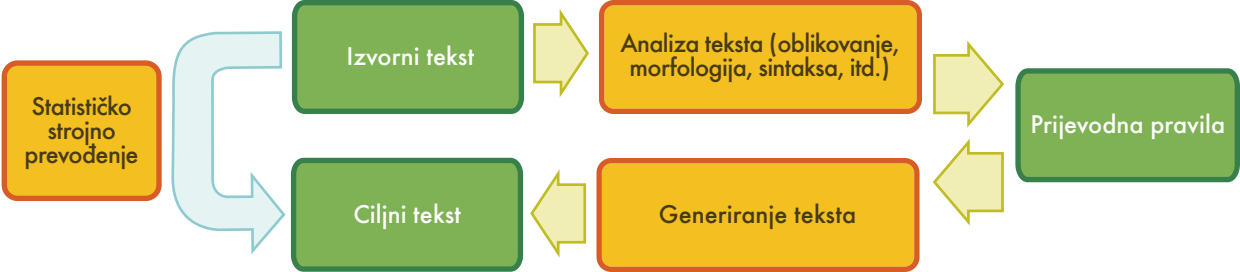 Statističko
strojno
prevođenje
Izvorni tekst
Analiza teksta (oblikovanje,
morfologija, sintaksa, itd.)
Prijevodna pravila
Generiranje teksta
Ciljni tekst